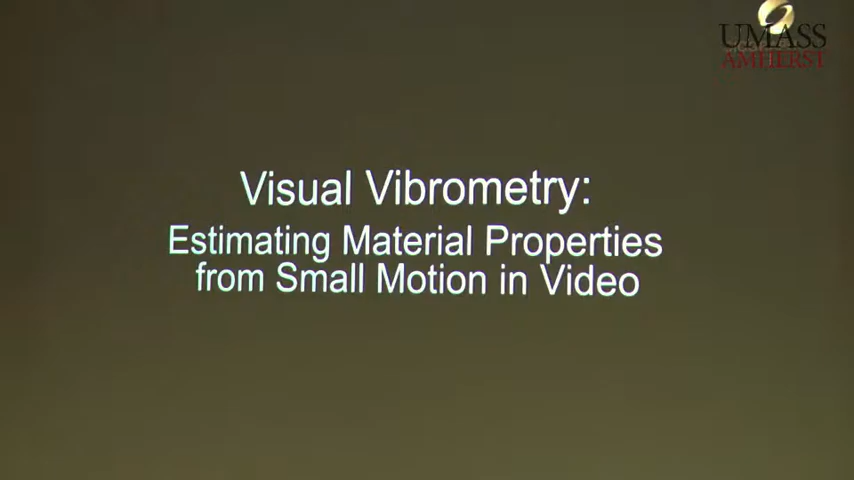 UMASS
AMHERST
Visual Vibrometry:
Estimating Material Properties
from Small Motion in Video